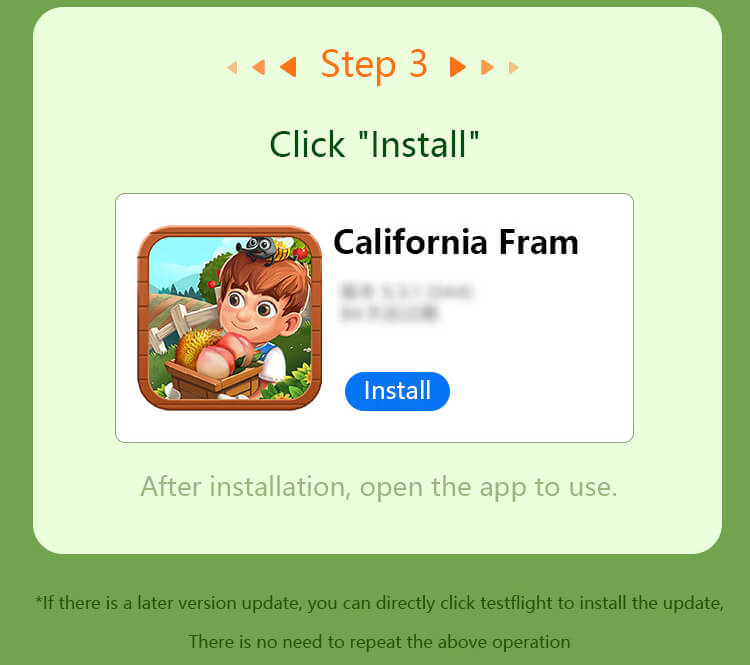 Step 3
Click "Install"
California Fram
Install
After installation, open the app to use.
*If there is a later version update, you can directly click testflight to install the update,
There is no need to repeat the above operation